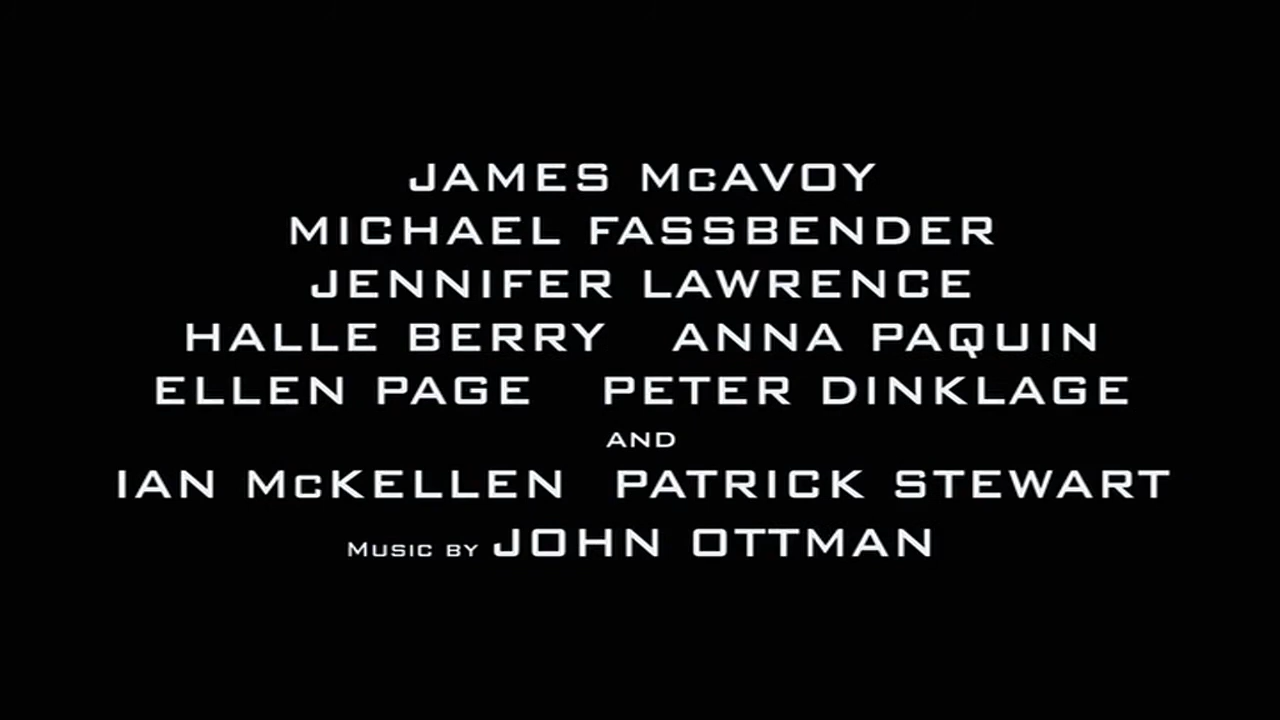 JAMES McAVOY
MICHAEL FASSBENDER
JENNIFER LAWRENCE
HALLE BERRY ANNA PAQUIN
ELLEN PAGE PETER DINKLAGE
AND
IAN McKELLEN PATRICK STEWART
MUSIC BY JOHN OTTMAN